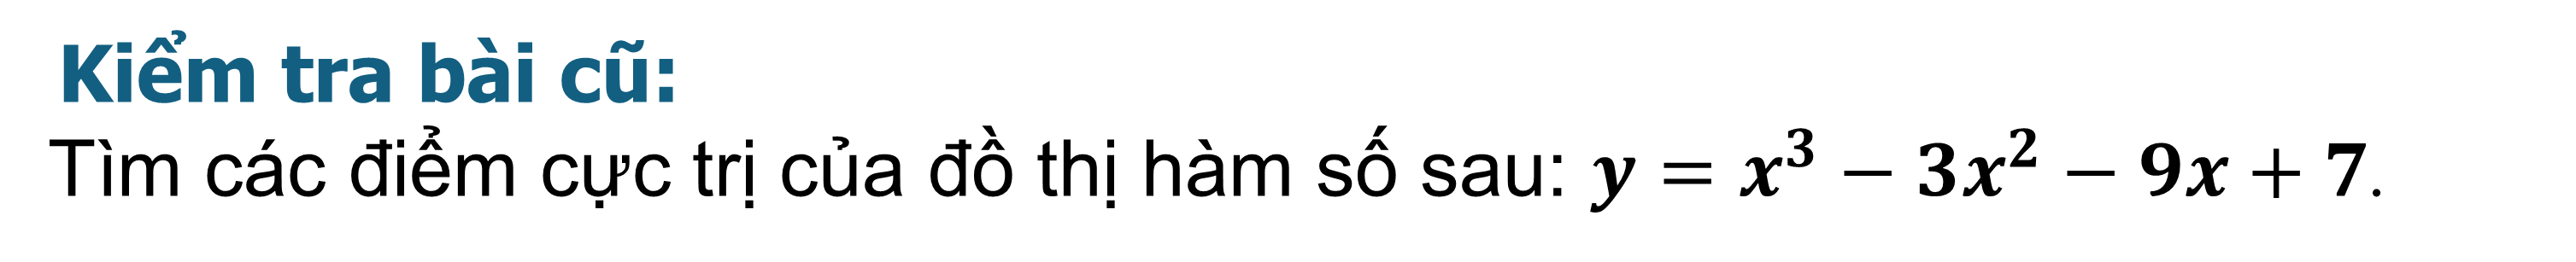 Kiểm tra bài cũ:
Tìm các điểm cực trị của đồ thị hàm số sau: y = x³ − 3x² − 9x + 7.